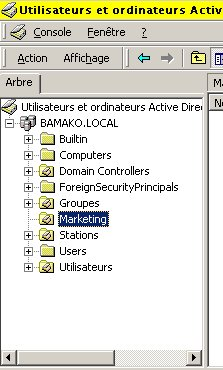 Utilisateurs et ordinateurs Activ
Console Fenêtre ?
Action Affichage
Arbre
Utilisateurs et ordinateurs Active Direc
BAMAKO.LOCAL
Builtin
Computers
Domain Controllers
ForeignSecurityPrincipals
Groupes
Marketing
Stations
Users
Utilisateurs